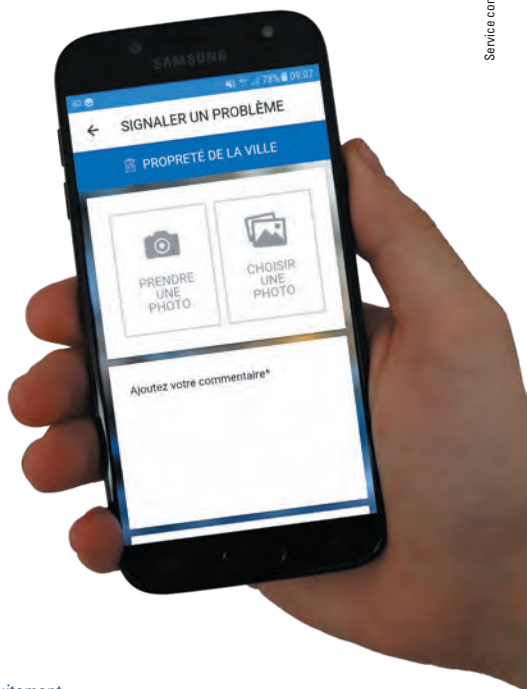 Service con
SAMSUNG
78% 09:07
← SIGNALER UN PROBLÈME
PROPRETÉ DE LA VILLE
PRENDRE
UNE
PHOTO
CHOISIR
UNE
PHOTO
Ajoutez votre commentaire*